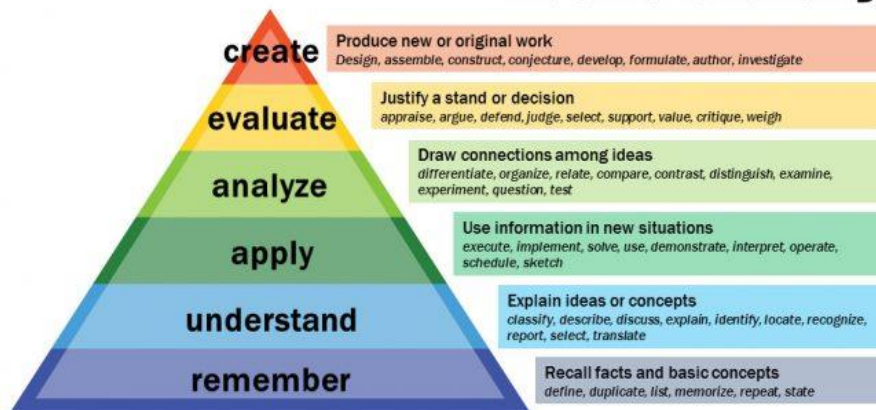 create
Produce new or original work
Design, assemble, construct, conjecture, develop, formulate, author, investigate
evaluate
Justify a stand or decision
appraise, argue, defend, judge, select, support, value, critique, weigh
analyze
Draw connections among ideas
differentiate, organize, relate, compare, contrast, distinguish, examine,
experiment, question, test
apply
Use information in new situations
execute, implement, solve, use, demonstrate, interpret, operate,
schedule, sketch
understand
Explain ideas or concepts
classify, describe, discuss, explain, identify, locate, recognize,
report, select, translate
remember
Recall facts and basic concepts
define, duplicate, list, memorize, repeat, state